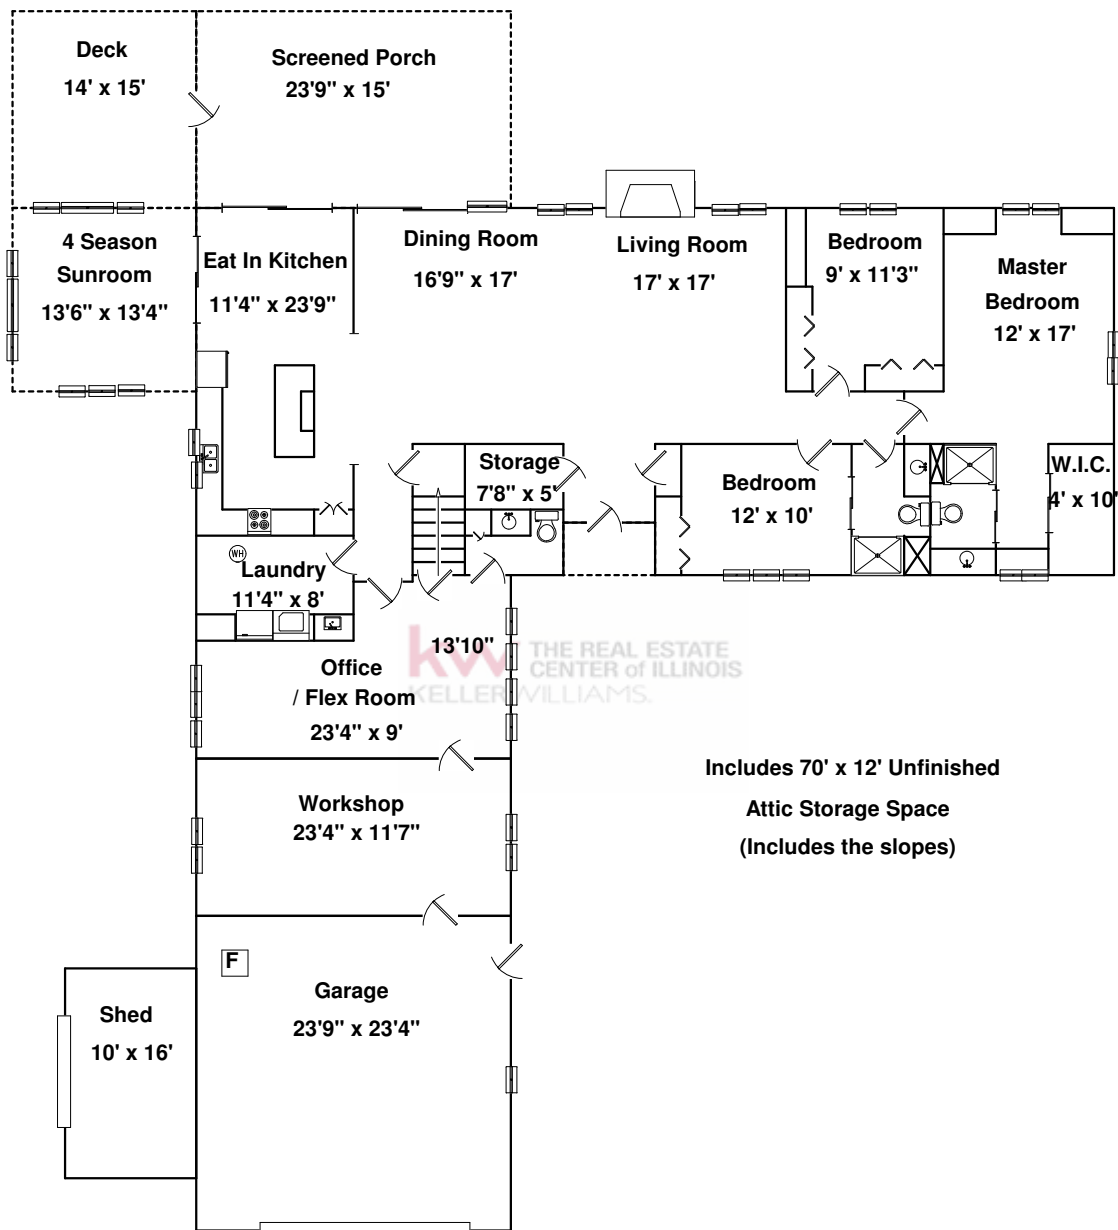 Deck
14' x 15'
Screened Porch
23'9" x 15'
4 Season
Sunroom
13'6" x 13'4"
Eat In Kitchen
11'4" x 23'9"
Dining Room
16'9" x 17'
Living Room
17' x 17'
Bedroom
9' x 11'3"
Master
Bedroom
12' x 17'
Storage
7'8" x 5'
Bedroom
12' x 10'
W.I.C.
4' x 10'
WH
Laundry
11'4" x 8'
13'10"
kw THE REAL ESTATE
CENTER of ILLINOIS
KELLERWILLIAMS.
Office
/ Flex Room
23'4" x 9'
Workshop
23'4" x 11'7"
Includes 70' x 12' Unfinished
Attic Storage Space
(Includes the slopes)
F
Garage
23'9" x 23'4"
Shed
10' x 16'